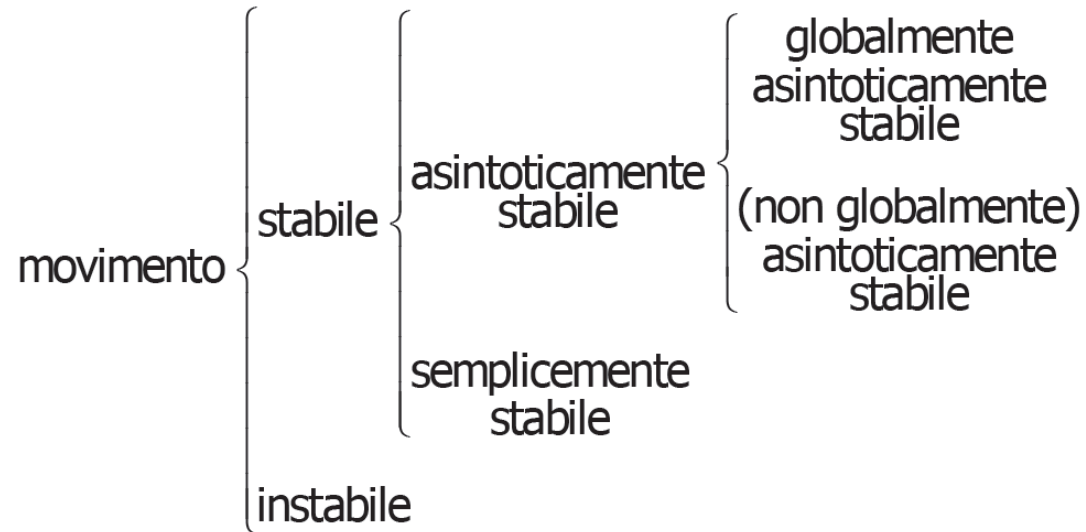 movimento
stabile
asintoticamente
stabile
globalmente
asintoticamente
stabile
(non globalmente)
asintoticamente
stabile
semplicemente
stabile
instabile